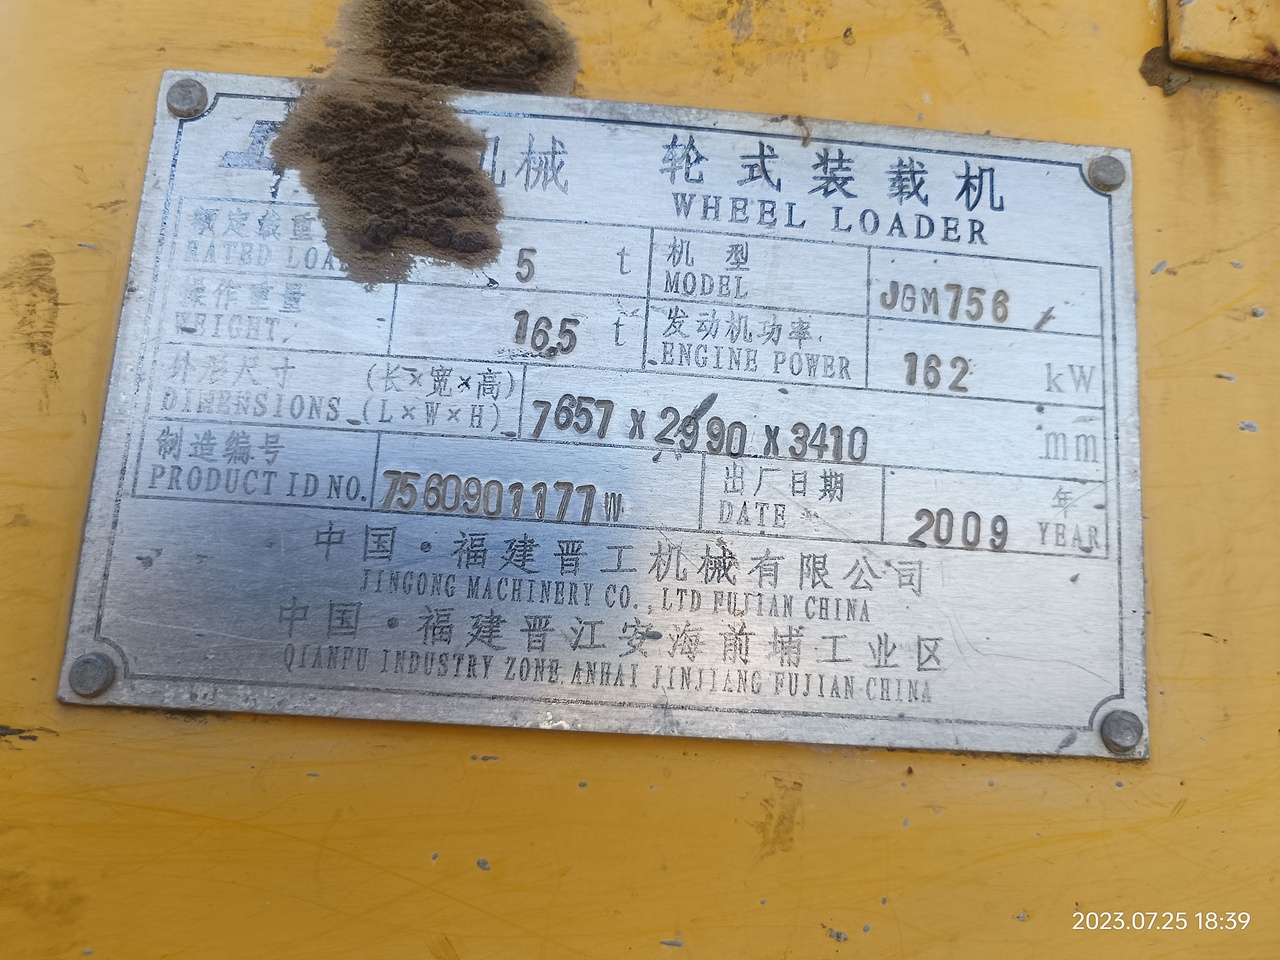 机械 轮式装载机
WHEEL LOADER
额定载重
RATED LOA 5 t
机型
MODEL JGM756
操作重量
WEIGHT 16.5 t
发动机功率
ENGINE POWER 162 kW
外形尺寸 (长×宽×高)
DIMENSIONS (L×W×H) 7657 x 2990 x 3410 mm
制造编号
PRODUCT ID NO. 7560901177W
出厂日期
DATE 2009 年
YEAR
中国·福建晋工机械有限公司
JINGONG MACHINERY CO.,LTD FUJIAN CHINA
中国·福建晋江安海前埔工业区
QIANPU INDUSTRY ZONE ANHAI JINJIANG FUJIAN CHINA
2023.07.25 18:39